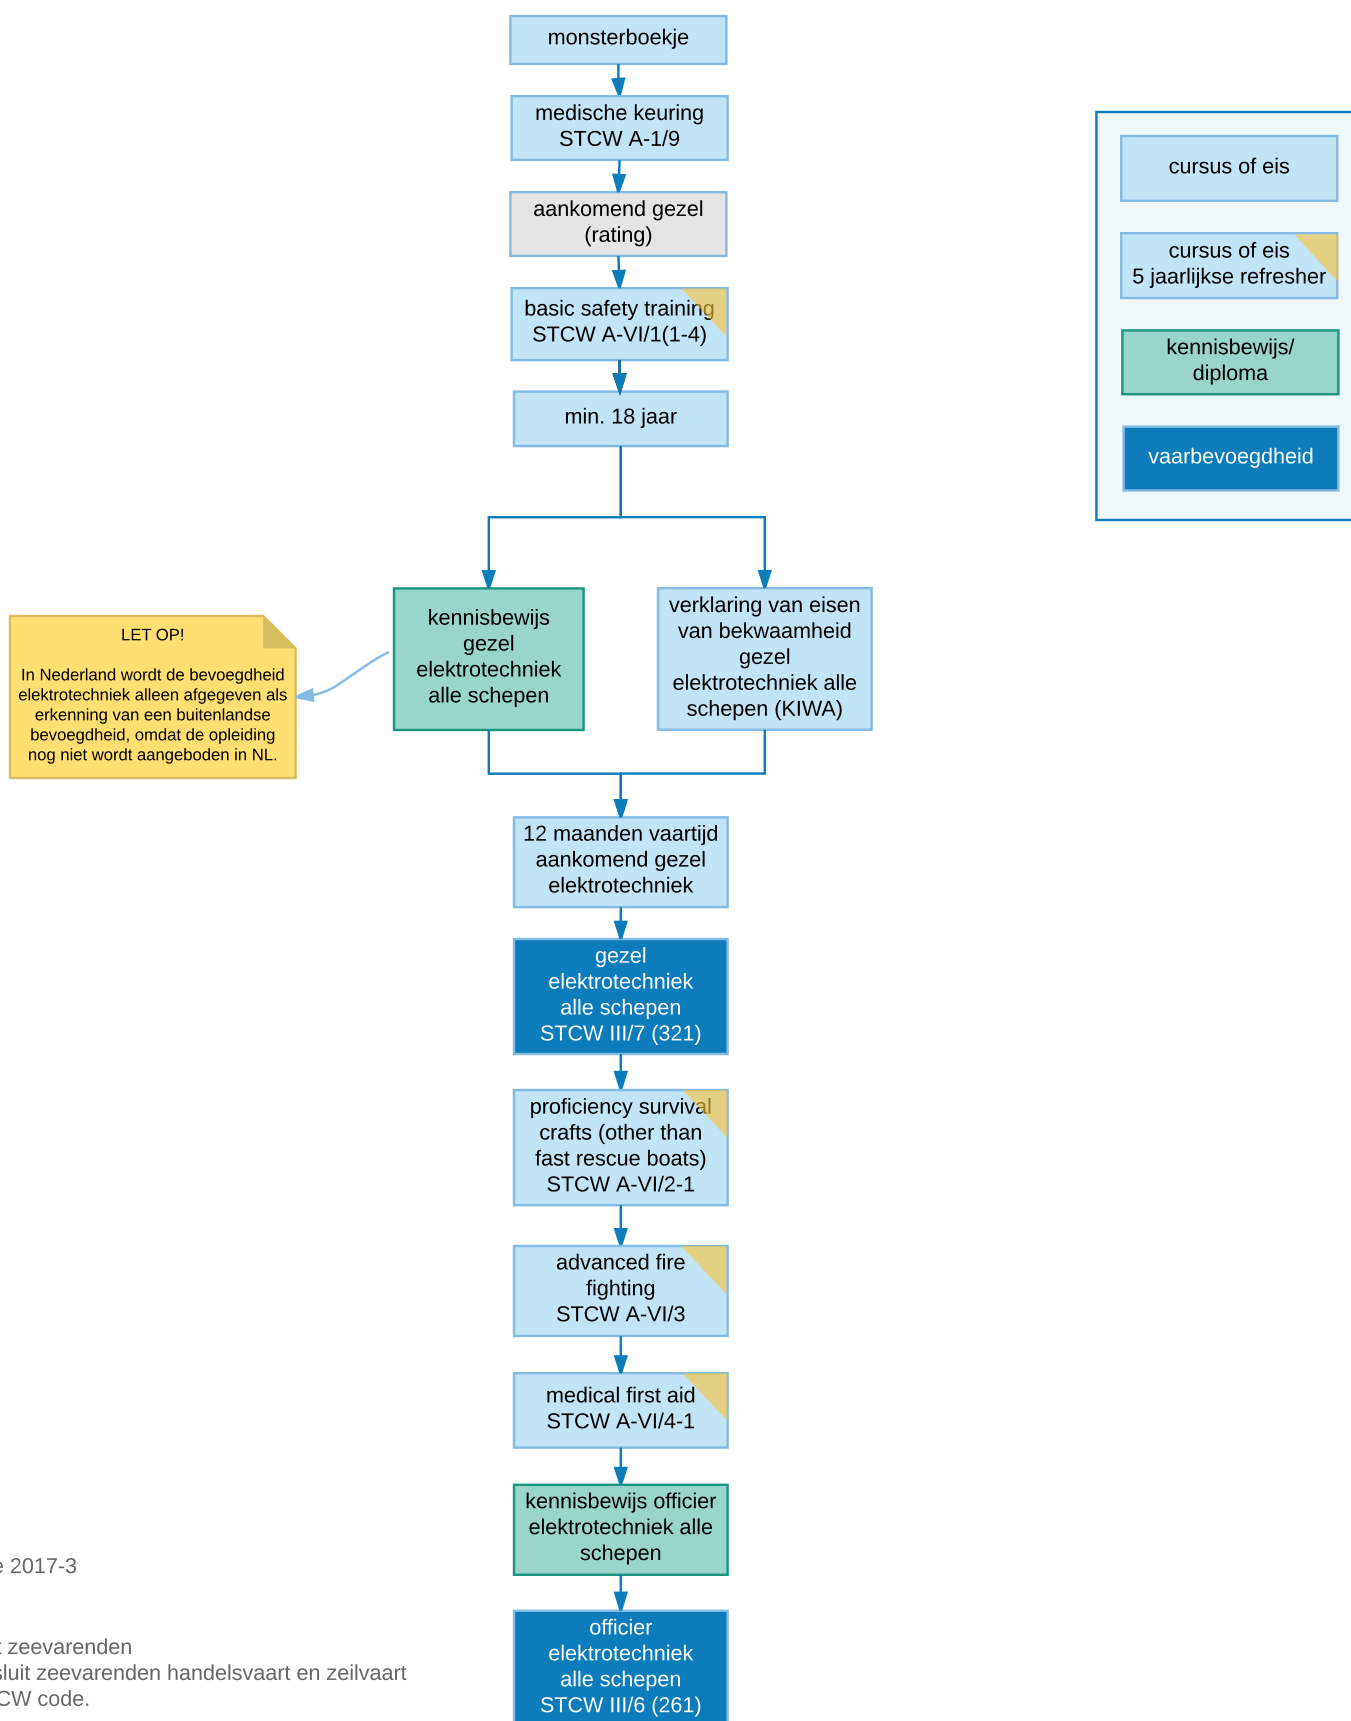 monsterboekje
medische keuring
STCW A-1/9
aankomend gezel
(rating)
basic safety training
STCW A-VI/1(1-4)
min. 18 jaar
cursus of eis
cursus of eis
5 jaarlijkse refresher
kennisbewijs/
diploma
vaarbevoegdheid
LET OP!
In Nederland wordt de bevoegdheid
elektrotechniek alleen afgegeven als
erkenning van een buitenlandse
bevoegdheid, omdat de opleiding
nog niet wordt aangeboden in NL.
kennisbewijs
gezel
elektrotechniek
alle schepen
verklaring van eisen
van bekwaamheid
gezel
elektrotechniek alle
schepen (KIWA)
12 maanden vaartijd
aankomend gezel
elektrotechniek
gezel
elektrotechniek
alle schepen
STCW III/7 (321)
proficiency survival
crafts (other than
fast rescue boats)
STCW A-VI/2-1
advanced fire
fighting
STCW A-VI/3
medical first aid
STCW A-VI/4-1
kennisbewijs officier
elektrotechniek alle
schepen
officier
elektrotechniek
alle schepen
STCW III/6 (261)
2017-3
zeevarenden
zeevarenden handelsvaart en zeilvaart
code.